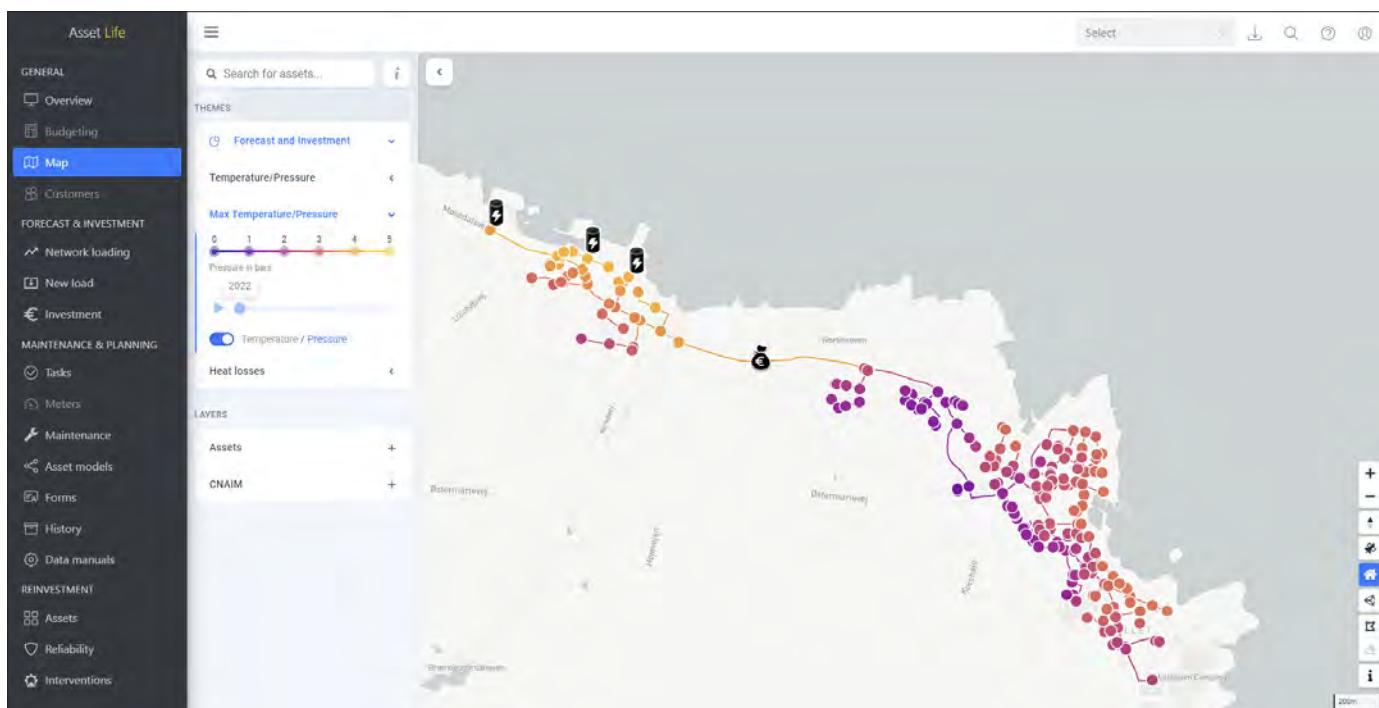 Asset Life
Select
GENERAL
Overview
Budgeting
Map
Customers
FORECAST & INVESTMENT
Network loading
New load
Investment
MAINTENANCE & PLANNING
Tasks
Meters
Maintenance
Asset models
Forms
History
Data manuals
REINVESTMENT
Assets
Reliability
Interventions
Search for assets...
i
THEMES
Forecast and Investment
Temperature/Pressure
Max Temperature/Pressure
0 1 2 3 4 5
Pressure in bars
2022
Temperature / Pressure
Heat losses
LAYERS
Assets
CNAIM
Østermarievej
Østermarievej
200m